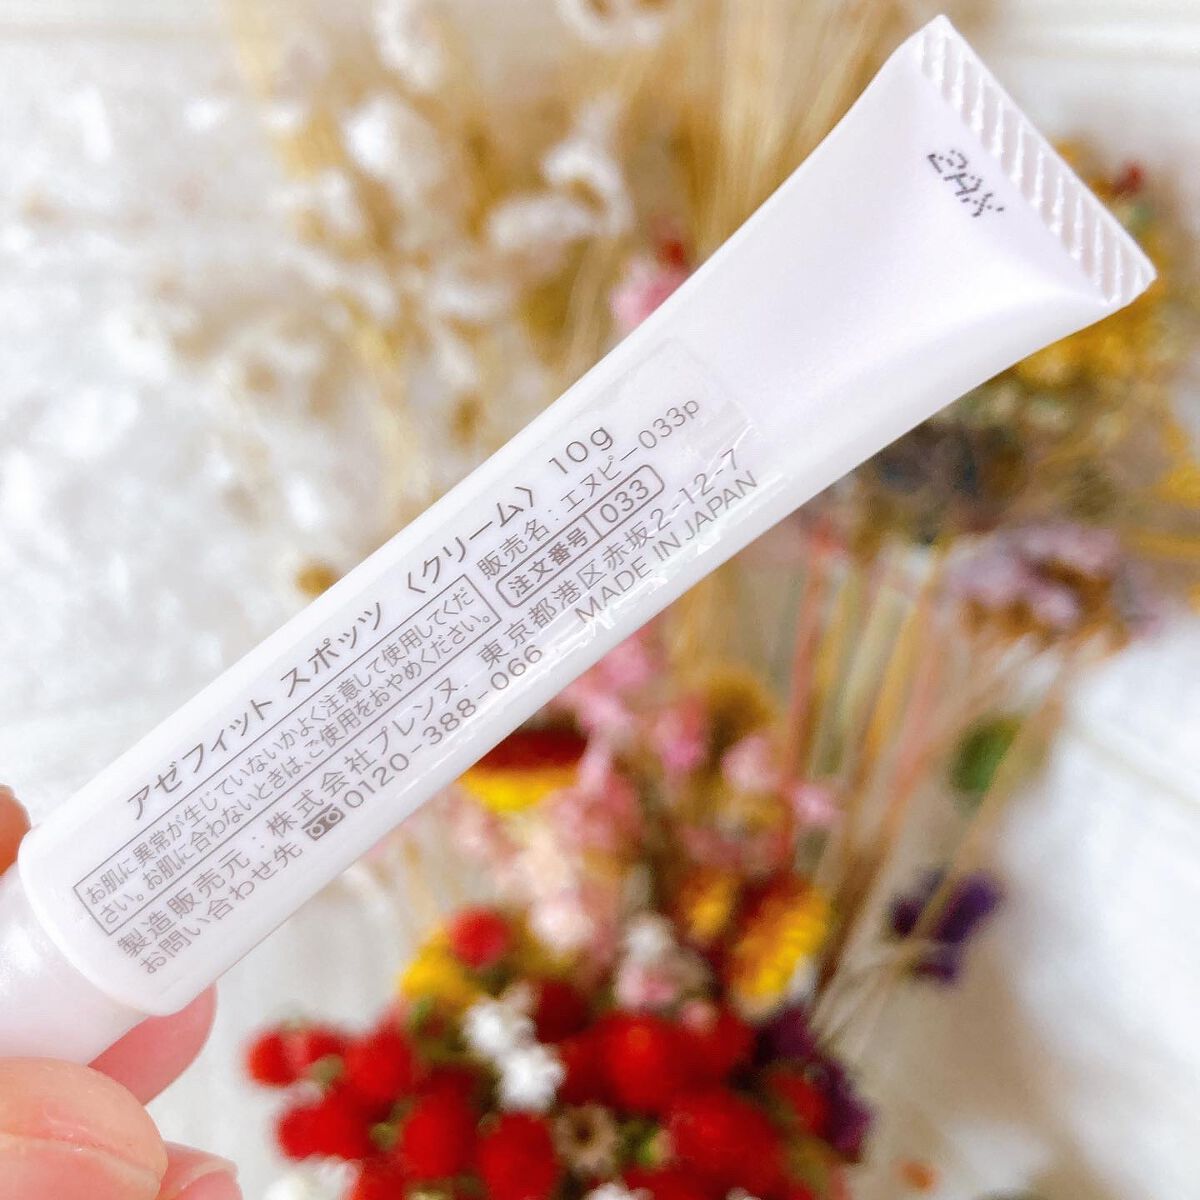 アゼフィット スポッツ 〈クリーム〉 10g
お肌に異常が生じていないかよく注意して使用してくだ
さい。お肌に合わないときは、ご使用をおやめください。
販売名：エヌピー033p
注文番号 033
製造販売元：株式会社プレンヌ 東京都港区赤坂2-12-7
お問い合わせ先 0120-388-066 MADE IN JAPAN